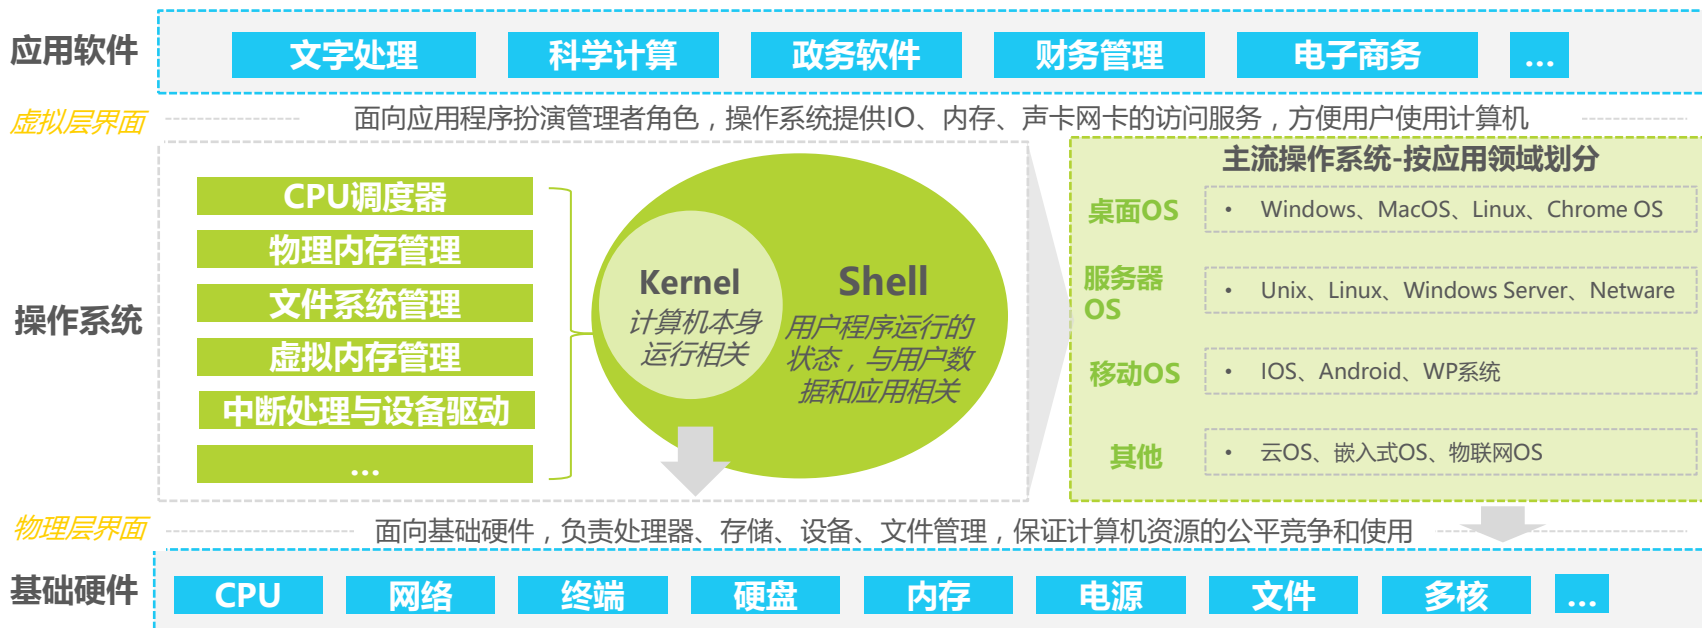 应用软件
文字处理
科学计算
政务软件
财务管理
电子商务
...
虚拟层界面
面向应用程序扮演管理者角色，操作系统提供IO、内存、声卡网卡的访问服务，方便用户使用计算机
操作系统
CPU调度器
物理内存管理
文件系统管理
虚拟内存管理
中断处理与设备驱动
...
Kernel
计算机本身
运行相关
Shell
用户程序运行的
状态，与用户数
据和应用相关
主流操作系统-按应用领域划分
桌面OS
• Windows、MacOS、Linux、Chrome OS
服务器
OS
• Unix、Linux、Windows Server、Netware
移动OS
• IOS、Android、WP系统
其他
• 云OS、嵌入式OS、物联网OS
物理层界面
面向基础硬件，负责处理器、存储、设备、文件管理，保证计算机资源的公平竞争和使用
基础硬件
CPU
网络
终端
硬盘
内存
电源
文件
多核
...